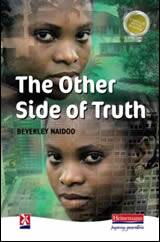 The Other
Side of Truth
BEVERLEY NAIDOO
Heinemann
Inspiring generations